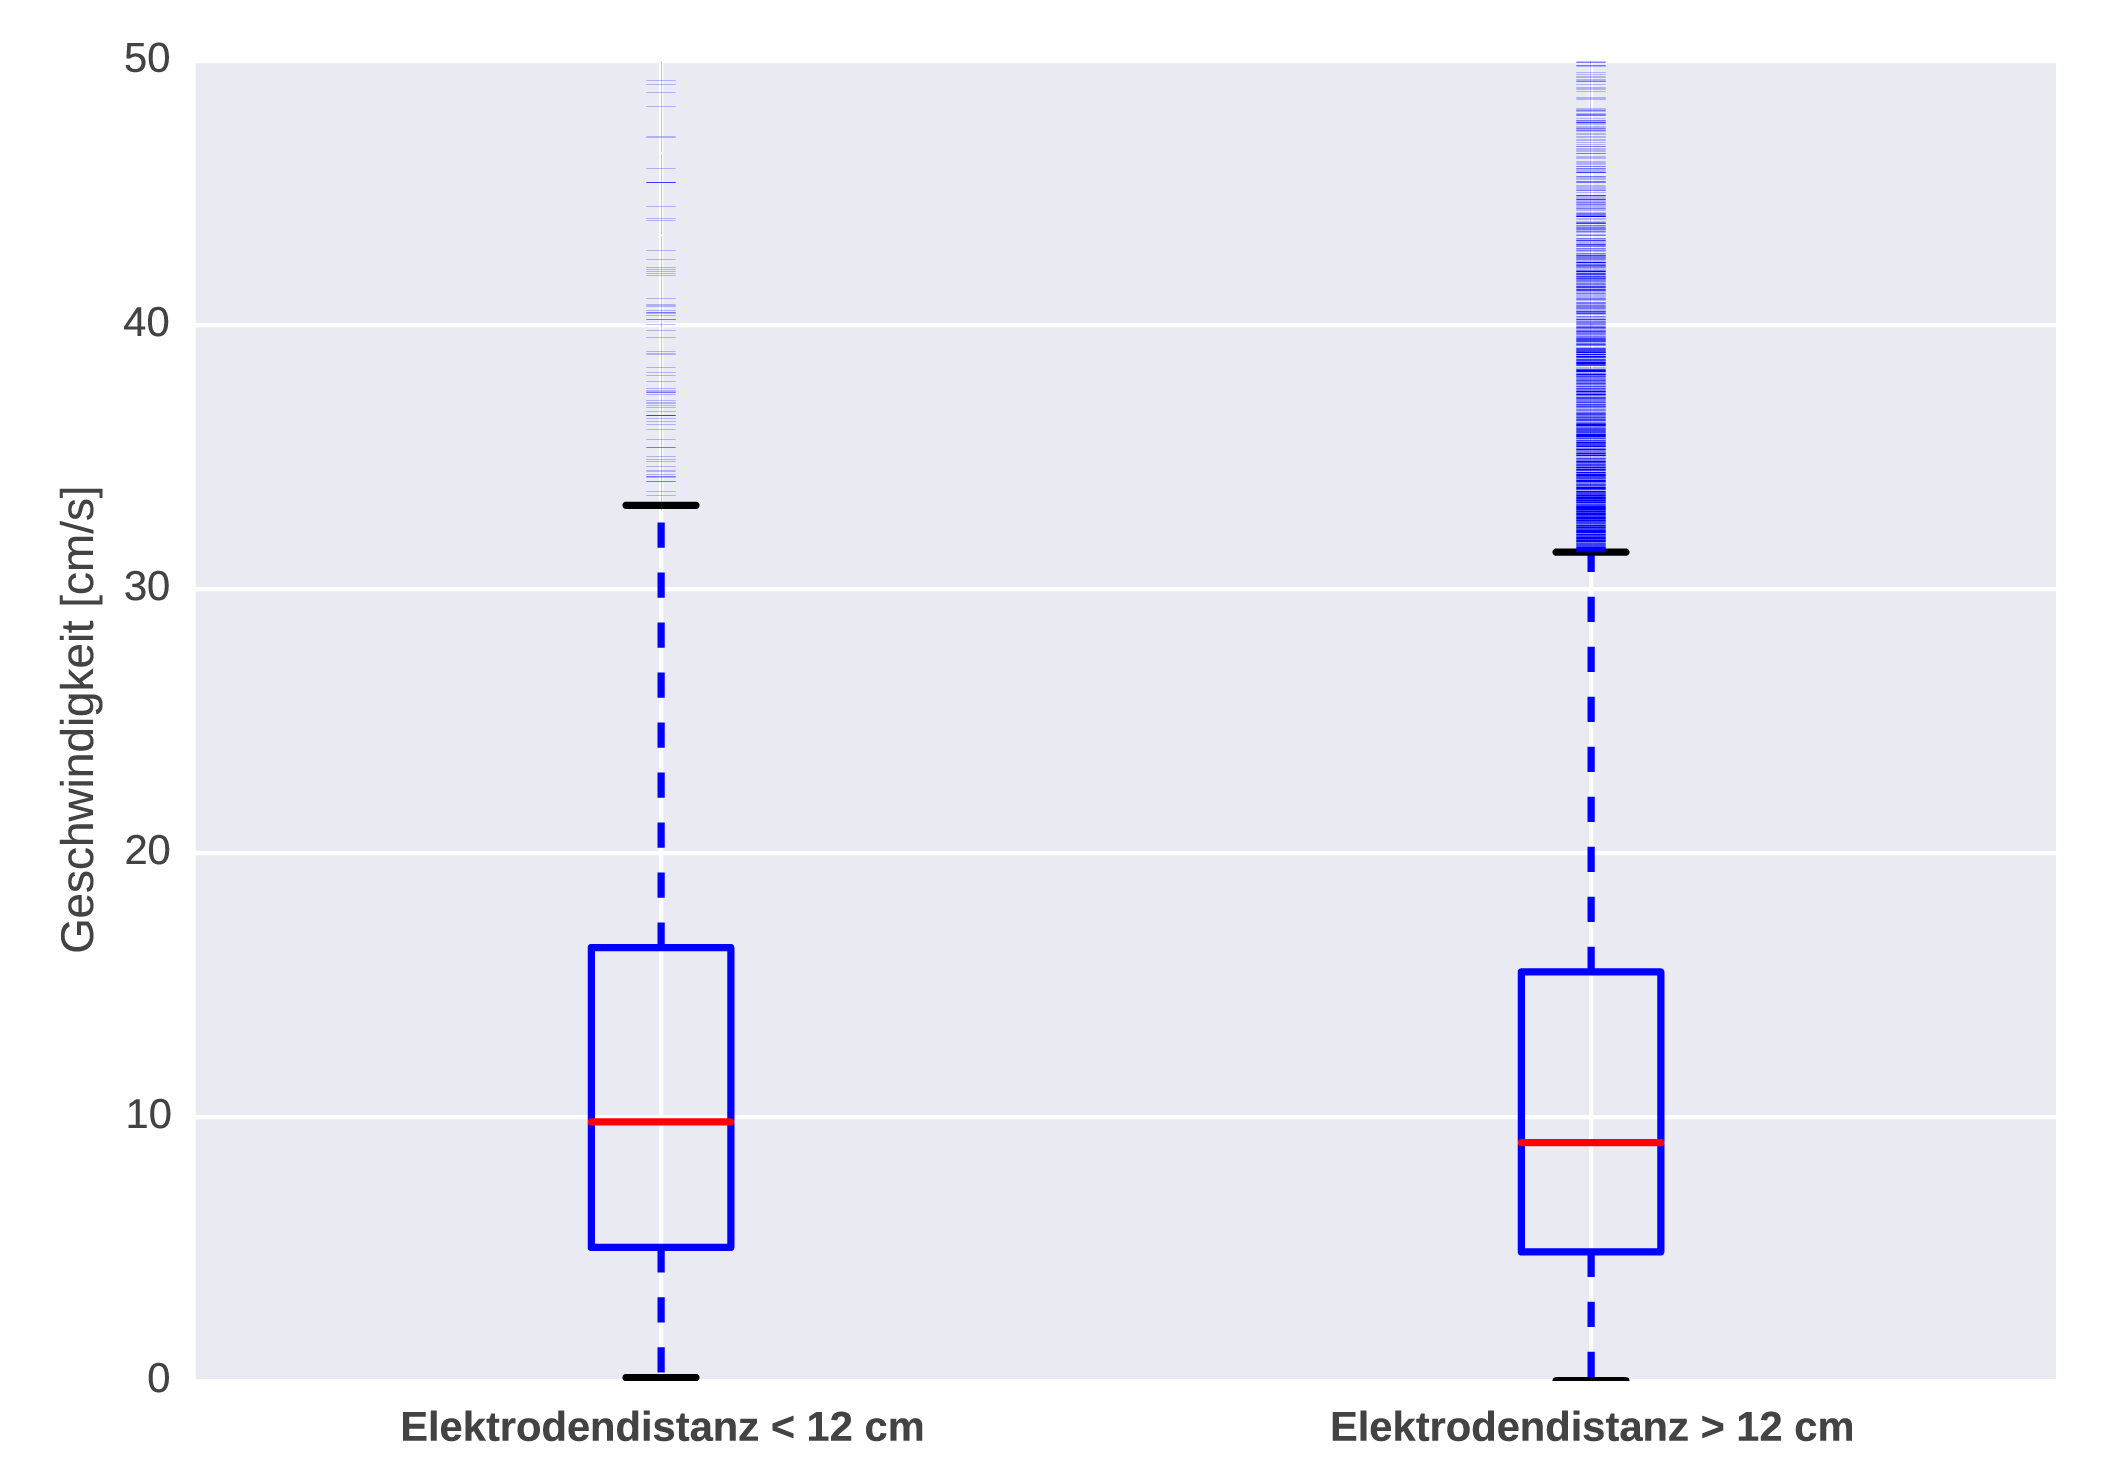 50
40
30
20
10
0
Geschwindigkeit [cm/s]
Elektrodendistanz < 12 cm
Elektrodendistanz > 12 cm